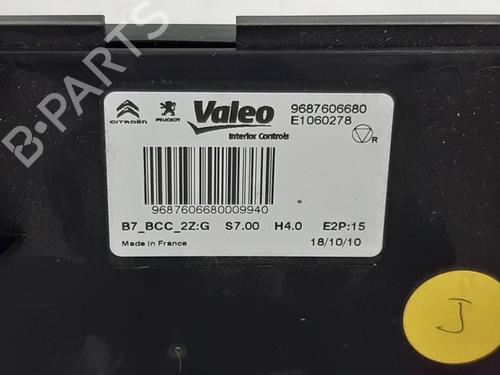 Valeo
9687606680
E1060278
CITROËN
PEUGEOT
Interior Controls
R
9687606680009940
B7_BCC_2Z:G S7.00 H4.0 E2P:15
Made in France
18/10/10
J
B-PARTS